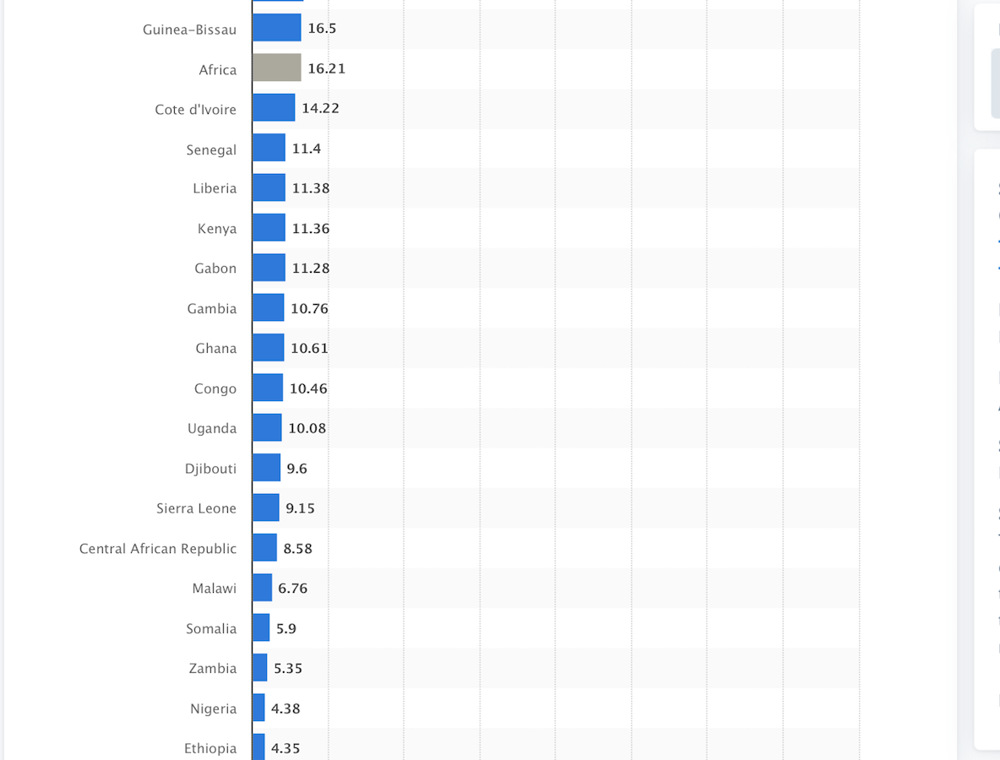 Guinea–Bissau 16.5
Africa 16.21
Cote d'Ivoire 14.22
Senegal 11.4
Liberia 11.38
Kenya 11.36
Gabon 11.28
Gambia 10.76
Ghana 10.61
Congo 10.46
Uganda 10.08
Djibouti 9.6
Sierra Leone 9.15
Central African Republic 8.58
Malawi 6.76
Somalia 5.9
Zambia 5.35
Nigeria 4.38
Ethiopia 4.35